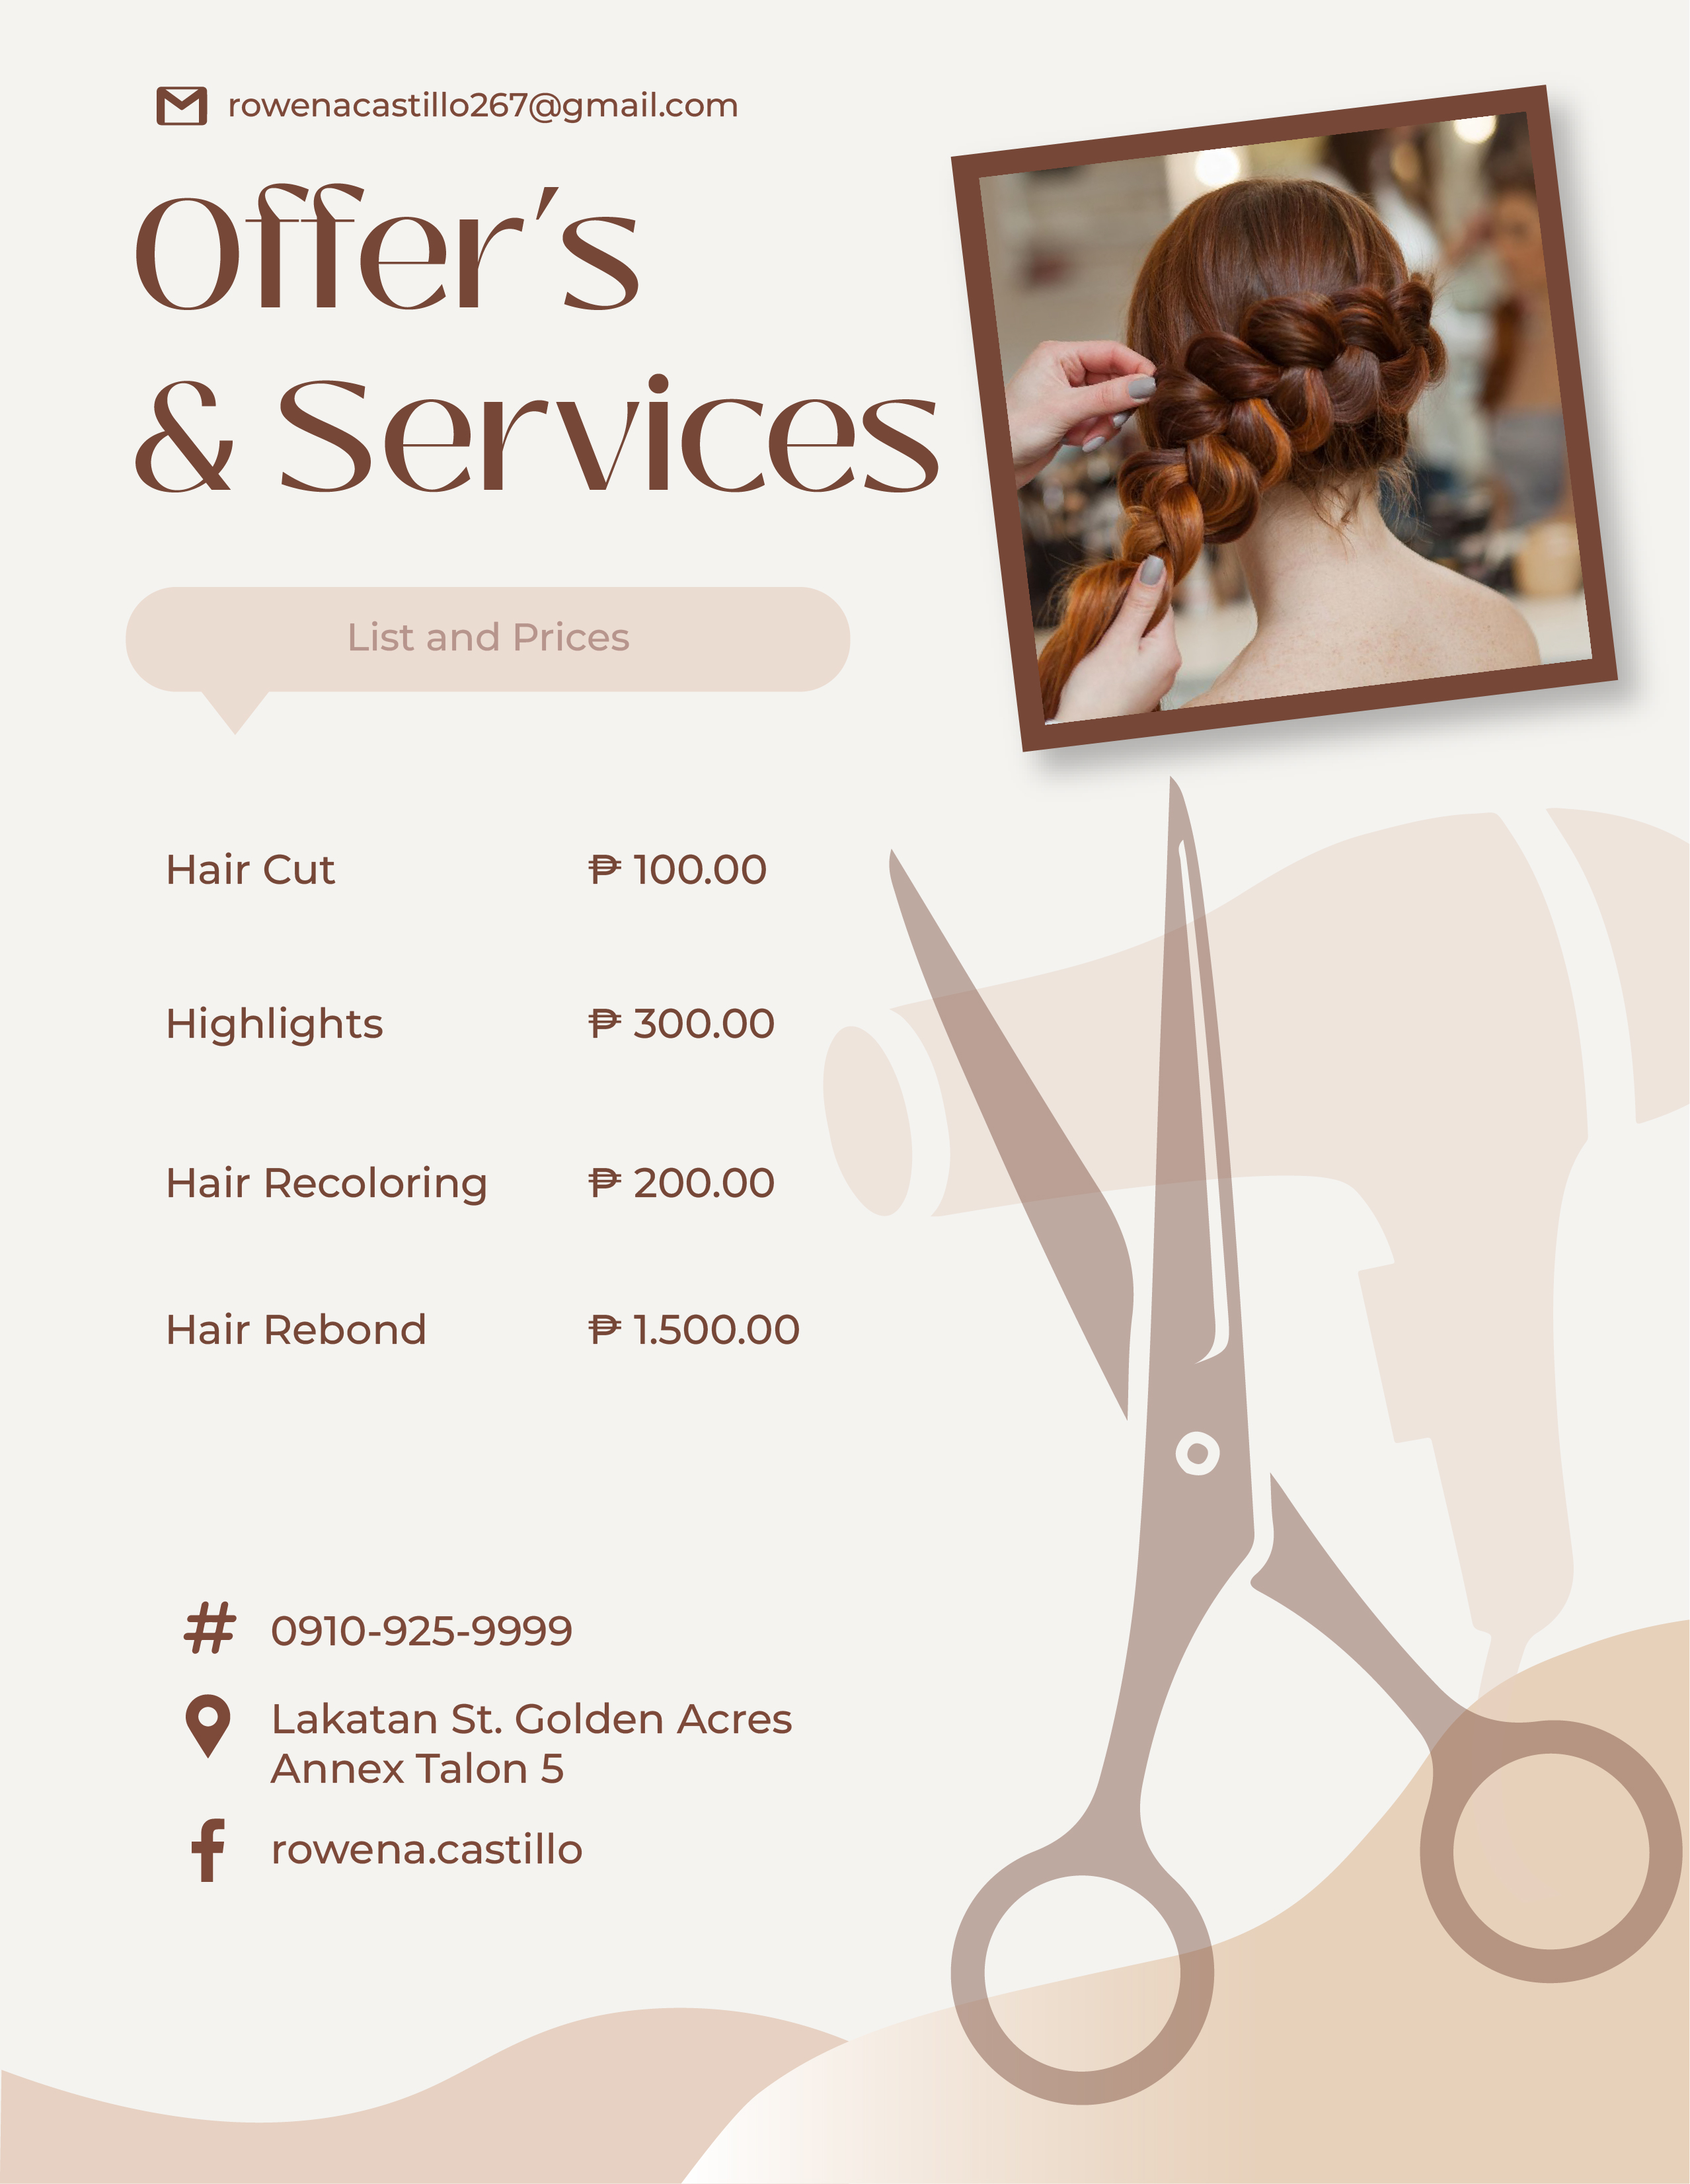 rowenacastillo267@gmail.com
Offer's
& Services
List and Prices
Hair Cut ₱ 100.00
Highlights ₱ 300.00
Hair Recoloring ₱ 200.00
Hair Rebond ₱ 1.500.00
# 0910-925-9999
Lakatan St. Golden Acres
Annex Talon 5
rowena.castillo